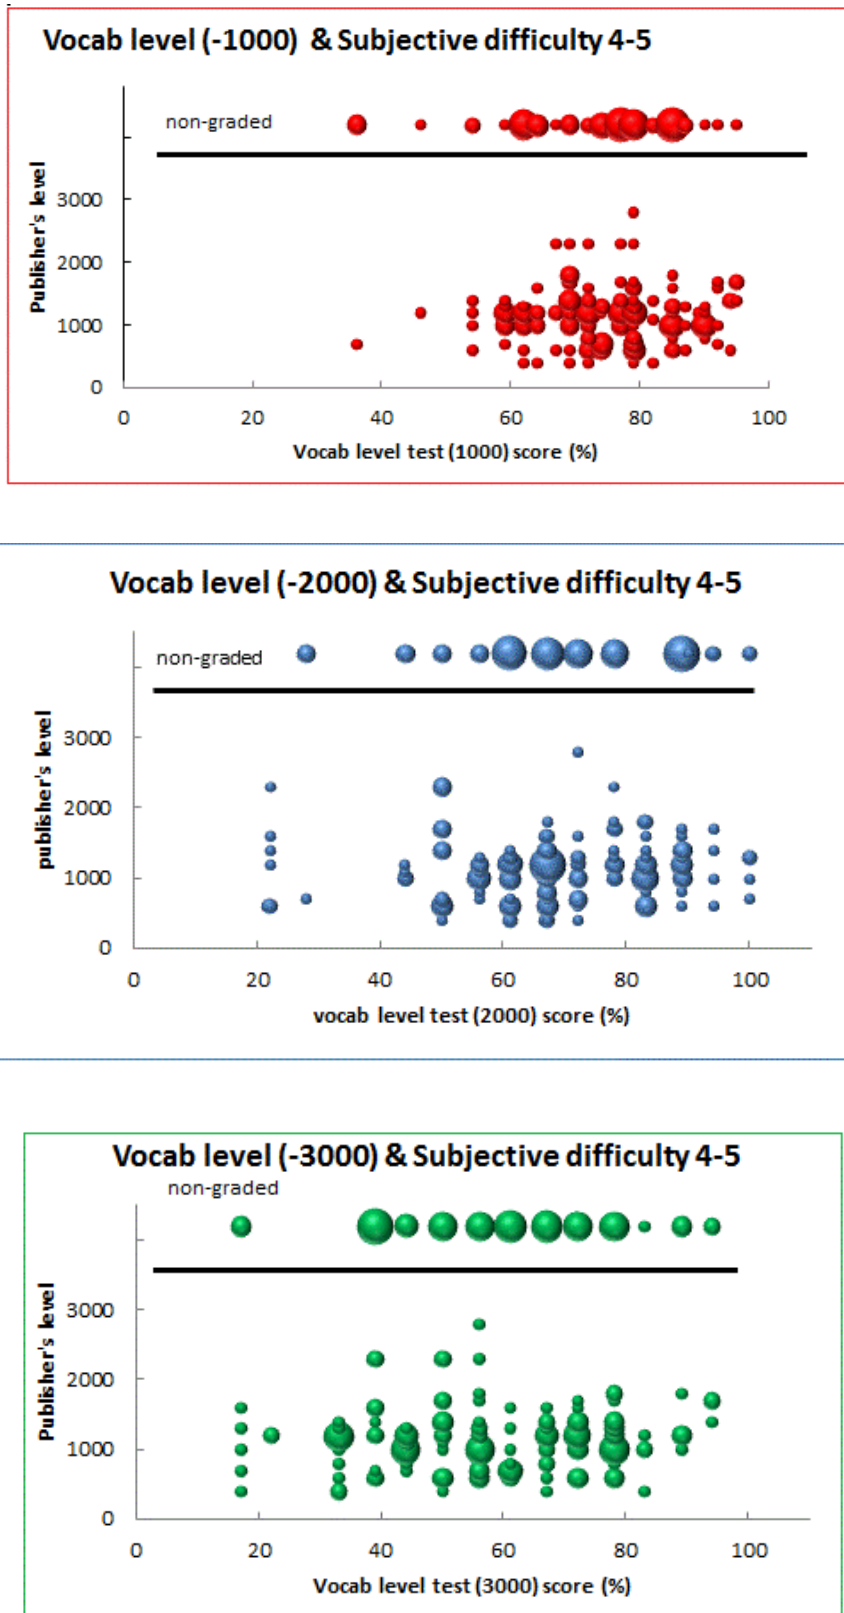 Vocab level (-1000) & Subjective difficulty 4-5
non-graded
Publisher's level
3000
2000
1000
0
0 20 40 60 80 100
Vocab level test (1000) score (%)
Vocab level (-2000) & Subjective difficulty 4-5
non-graded
publisher's level
3000
2000
1000
0
0 20 40 60 80 100
vocab level test (2000) score (%)
Vocab level (-3000) & Subjective difficulty 4-5
non-graded
Publisher's level
3000
2000
1000
0
0 20 40 60 80 100
Vocab level test (3000) score (%)